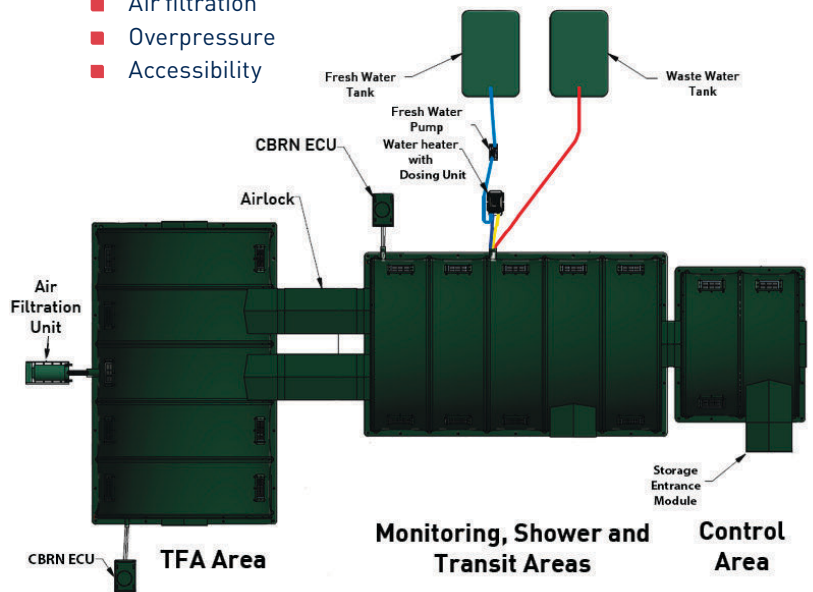 Air filtration
Overpressure
Accessibility
Fresh Water
Tank
Waste Water
Tank
Fresh Water
Pump
CBRN ECU
Water heater
with
Dosing Unit
Airlock
Air
Filtration
Unit
Storage
Entrance
Module
CBRN ECU
TFA Area
Monitoring, Shower and
Transit Areas
Control
Area